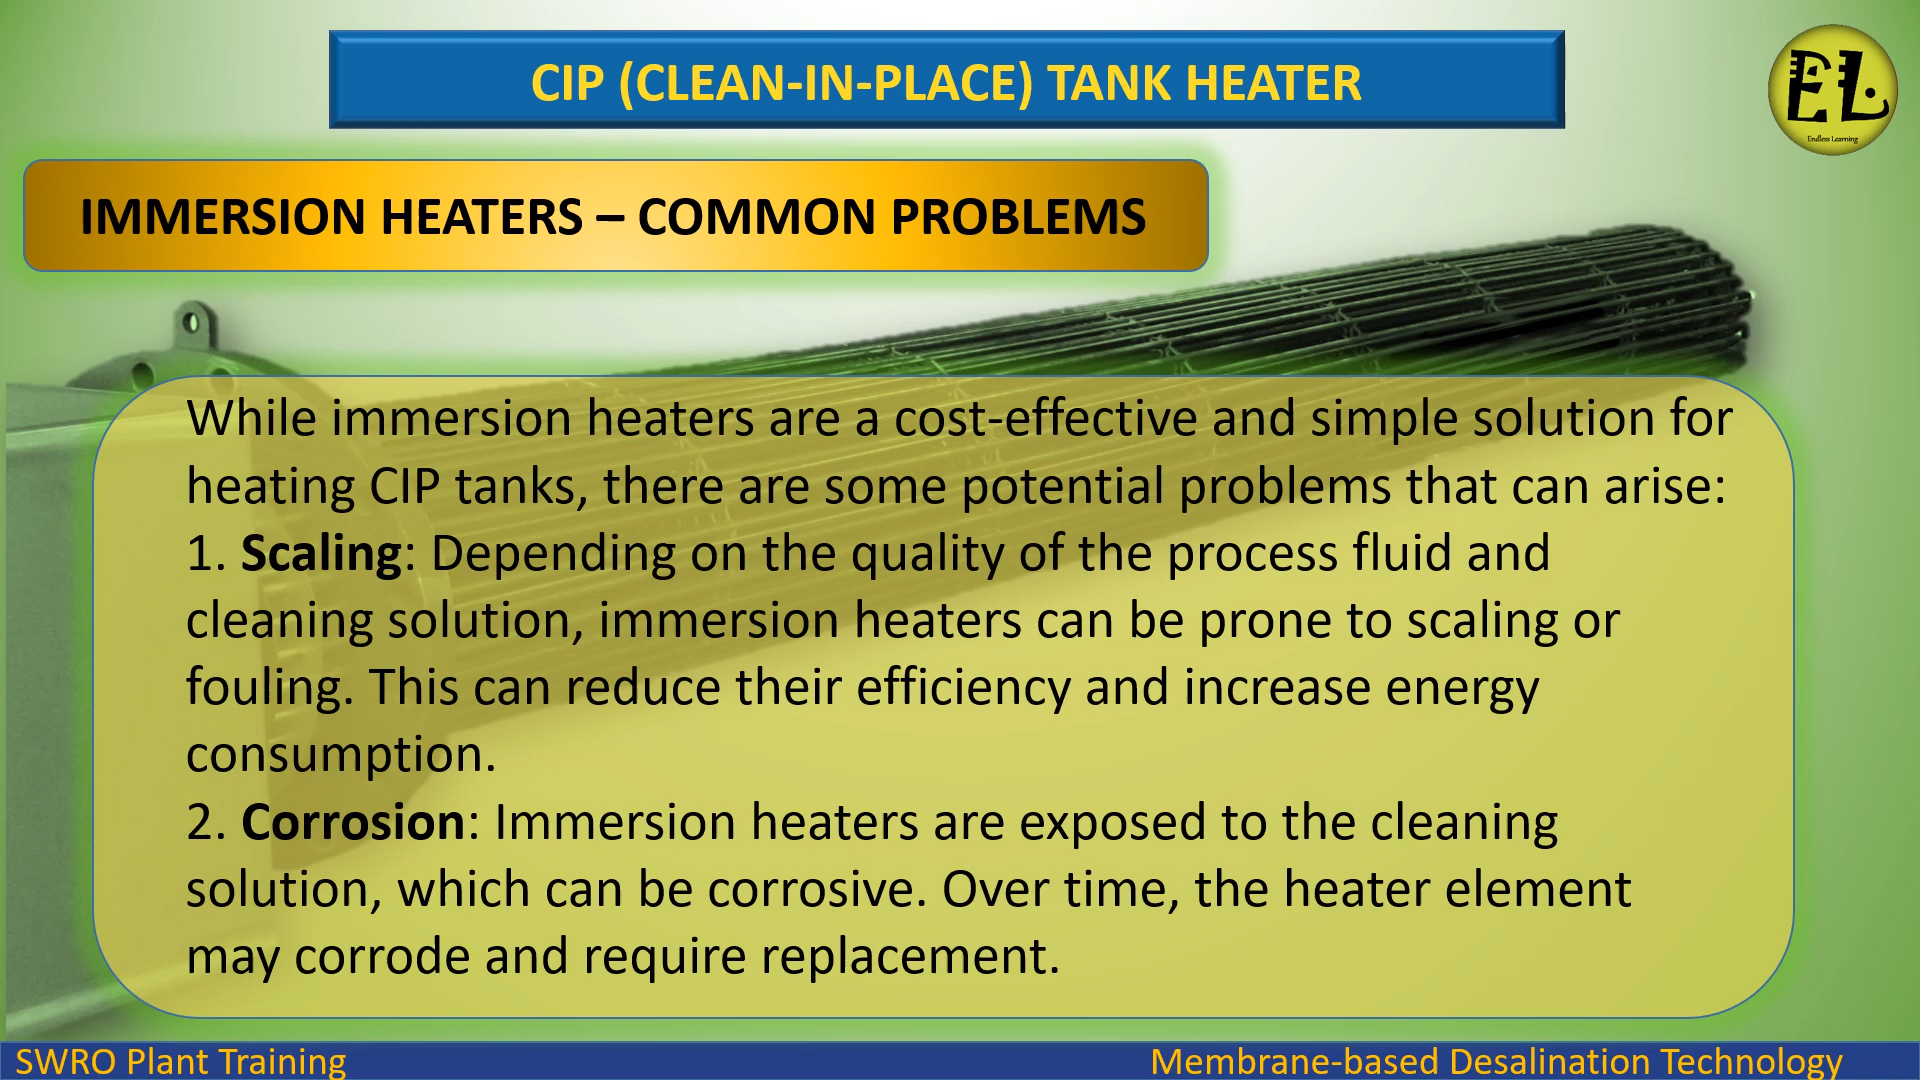 CIP (CLEAN-IN-PLACE) TANK HEATER
EL
Endless Learning
IMMERSION HEATERS – COMMON PROBLEMS
While immersion heaters are a cost-effective and simple solution for
heating CIP tanks, there are some potential problems that can arise:
1. Scaling: Depending on the quality of the process fluid and
cleaning solution, immersion heaters can be prone to scaling or
fouling. This can reduce their efficiency and increase energy
consumption.
2. Corrosion: Immersion heaters are exposed to the cleaning
solution, which can be corrosive. Over time, the heater element
may corrode and require replacement.
SWRO Plant Training
Membrane-based Desalination Technology